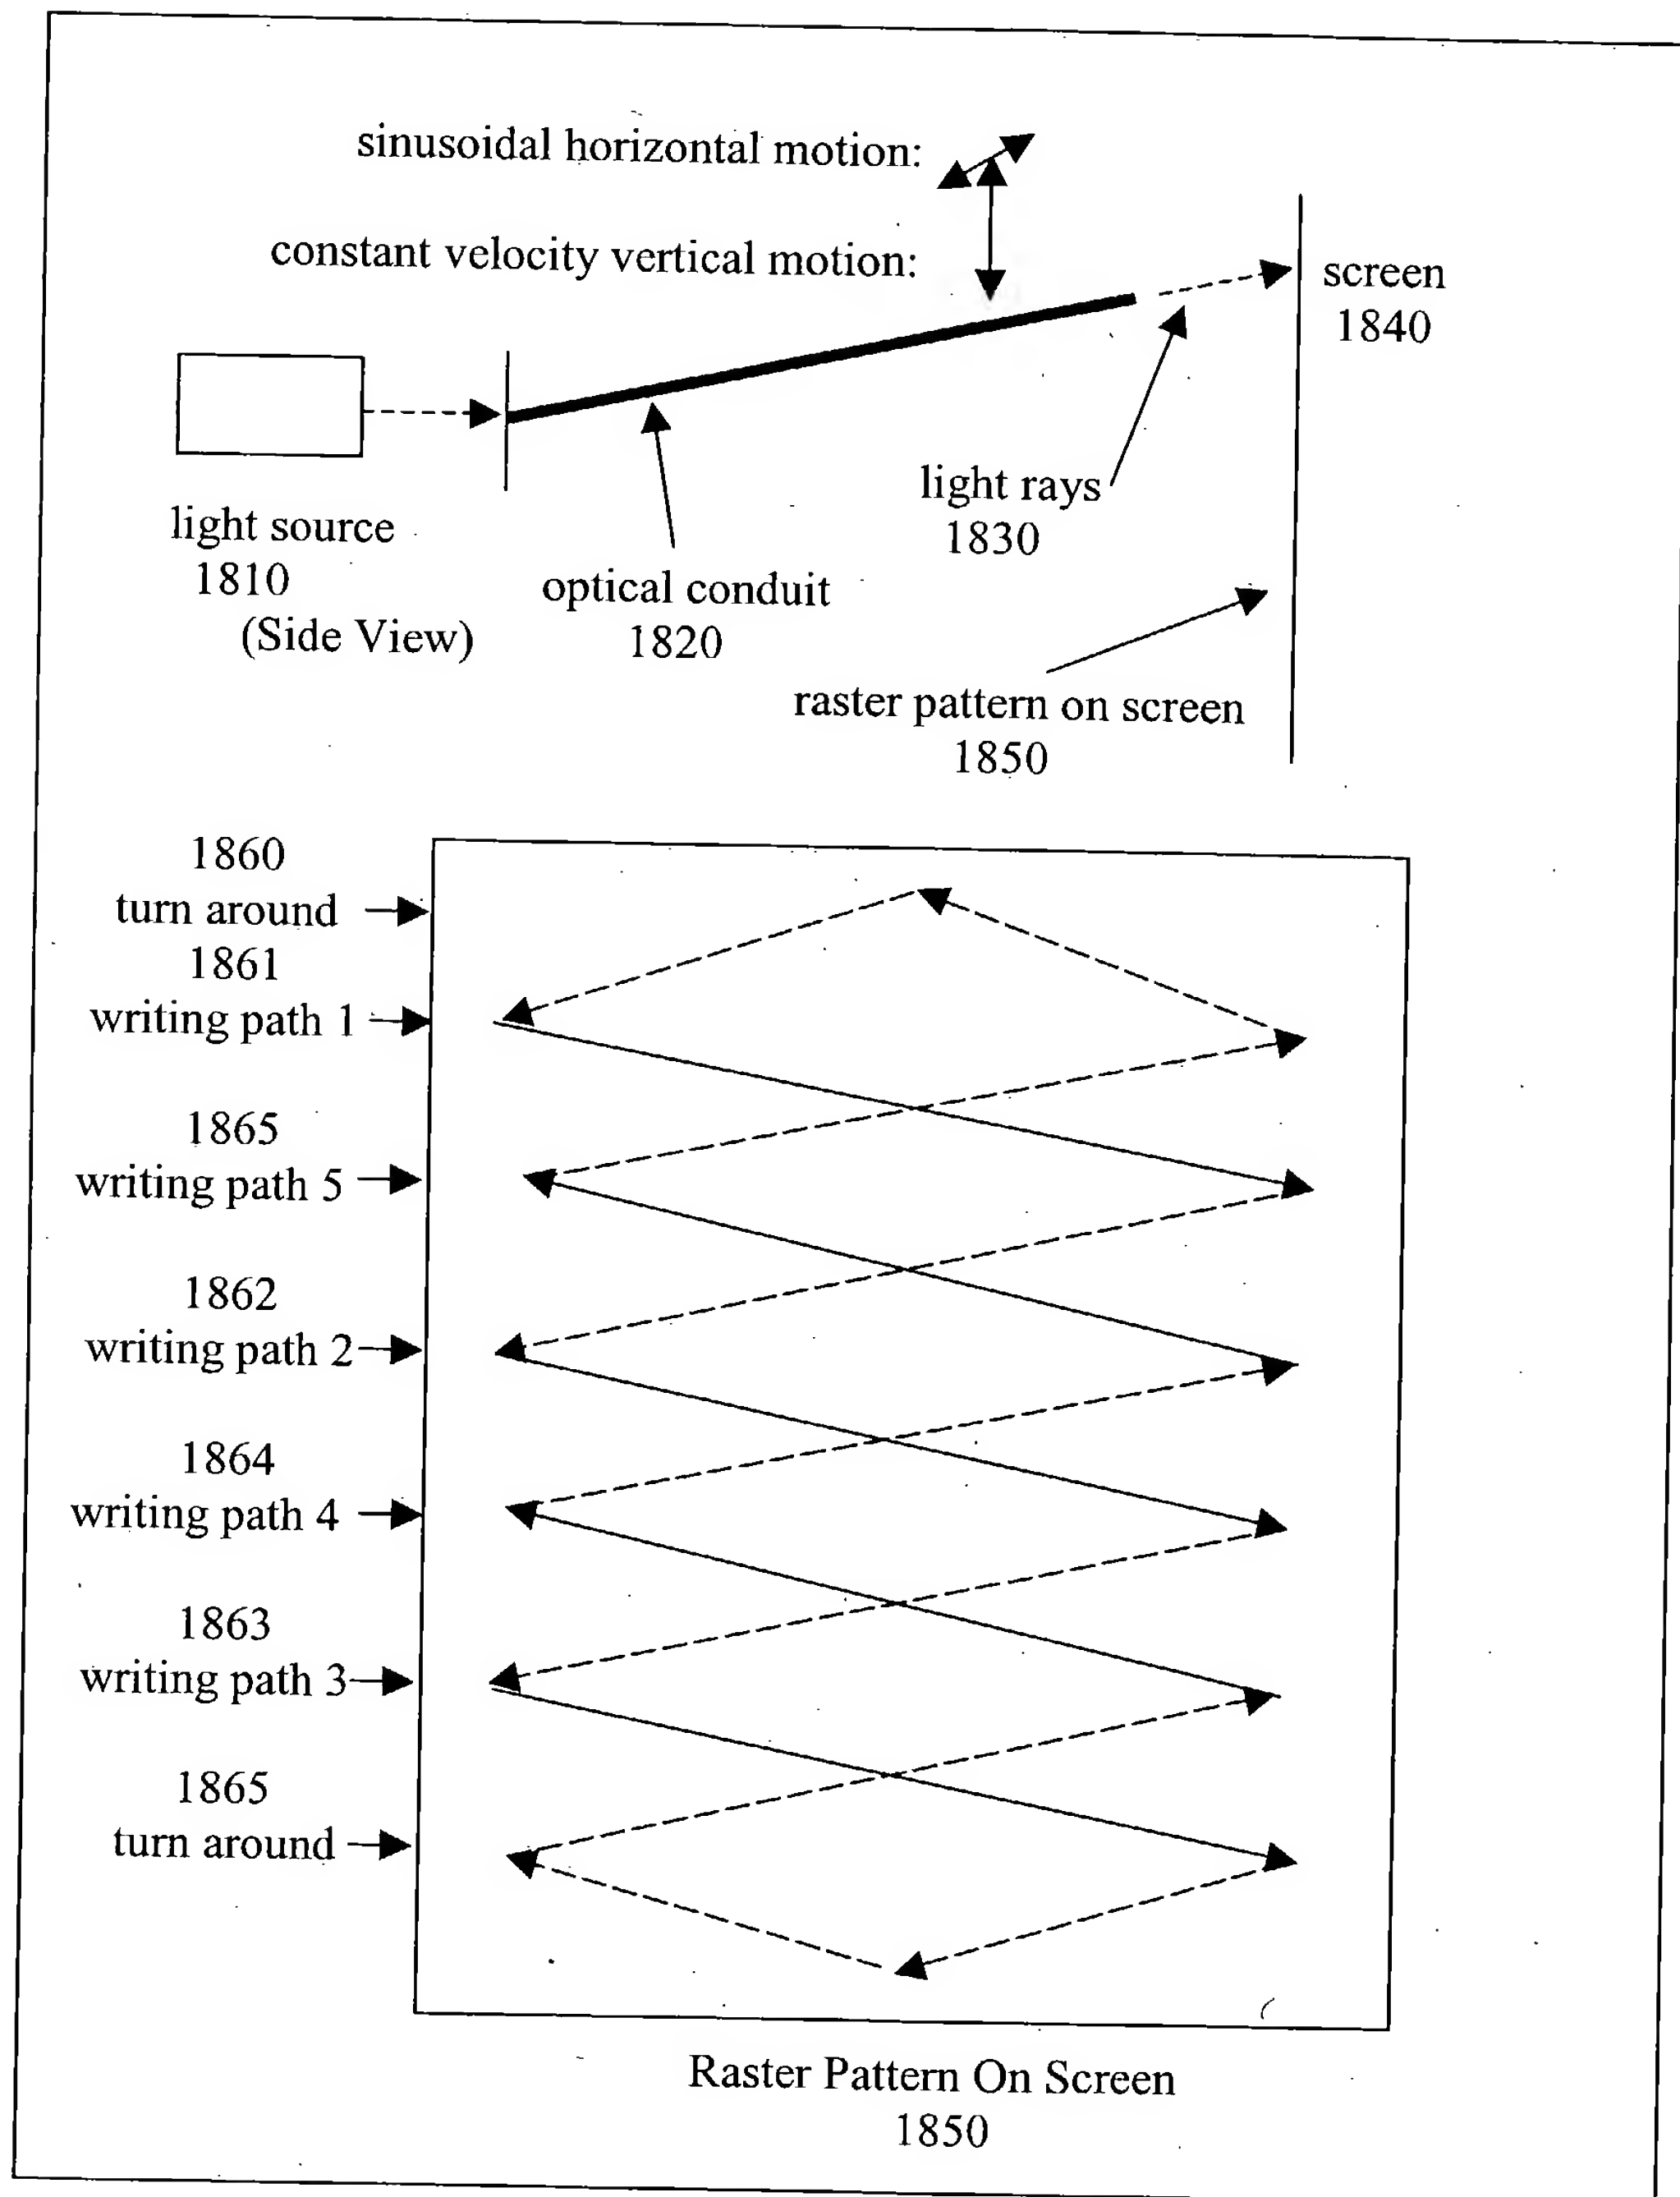 sinusoidal horizontal motion:
constant velocity vertical motion:
screen
1840
light rays
1830
light source
1810
(Side View)
optical conduit
1820
raster pattern on screen
1850
1860
turn around
1861
writing path 1
1865
writing path 5
1862
writing path 2
1864
writing path 4
1863
writing path 3
1865
turn around
Raster Pattern On Screen
1850